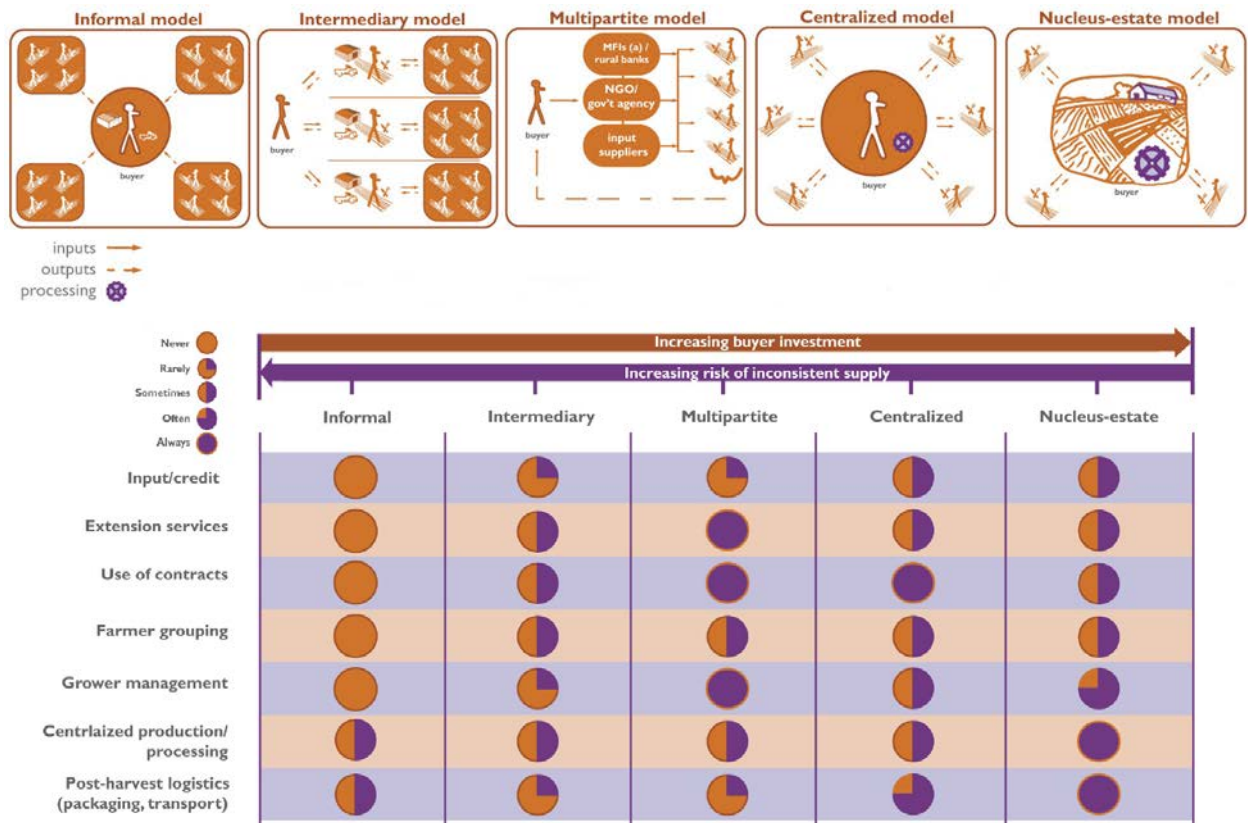 Informal model
Intermediary model
Multipartite model
Centralized model
Nucleus-estate model
buyer
buyer
buyer
MFIs (a) /
rural banks
NGO/
gov't agency
input
suppliers
buyer
buyer
inputs
outputs
processing
Never
Rarely
Sometimes
Often
Always
Increasing buyer investment
Increasing risk of inconsistent supply
Informal
Intermediary
Multipartite
Centralized
Nucleus-estate
Input/credit
Extension services
Use of contracts
Farmer grouping
Grower management
Centrlaized production/
processing
Post-harvest logistics
(packaging, transport)